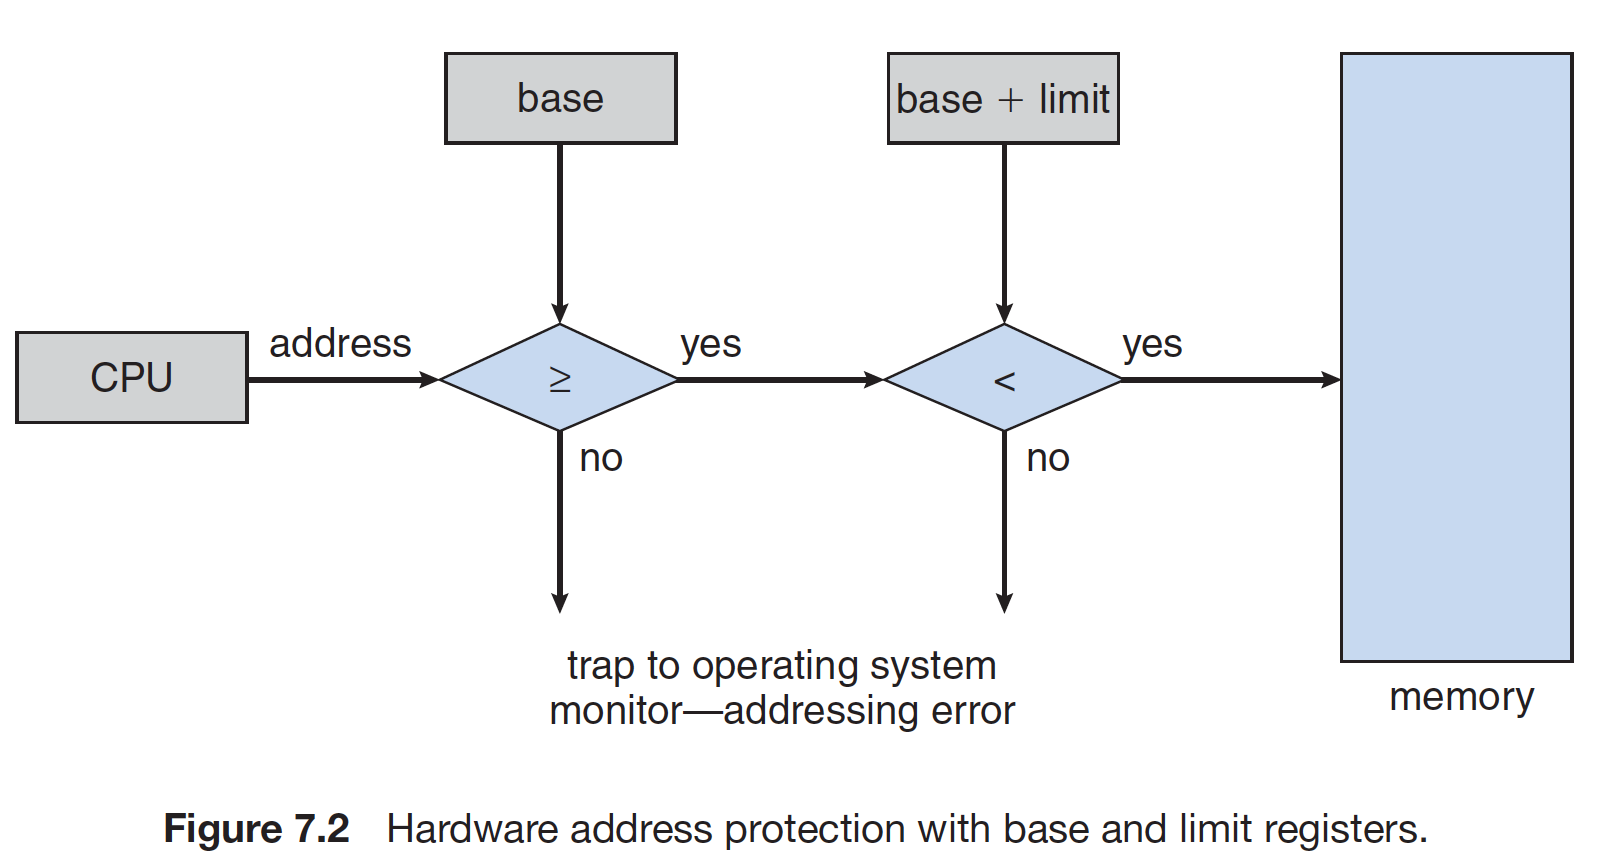 base
base + limit
CPU
address
≥
yes
<
yes
no
no
trap to operating system
monitor—addressing error
memory
Figure 7.2 Hardware address protection with base and limit registers.